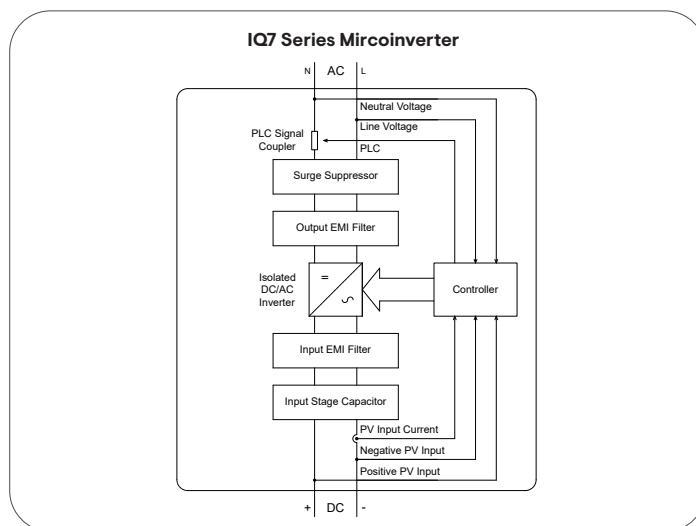 IQ7 Series Mircoinverter
N AC L
Neutral Voltage
Line Voltage
PLC Signal
Coupler
PLC
Surge Suppressor
Output EMI Filter
Isolated
DC/AC
Inverter
=
Controller
Input EMI Filter
Input Stage Capacitor
PV Input Current
Negative PV Input
Positive PV Input
+ DC -